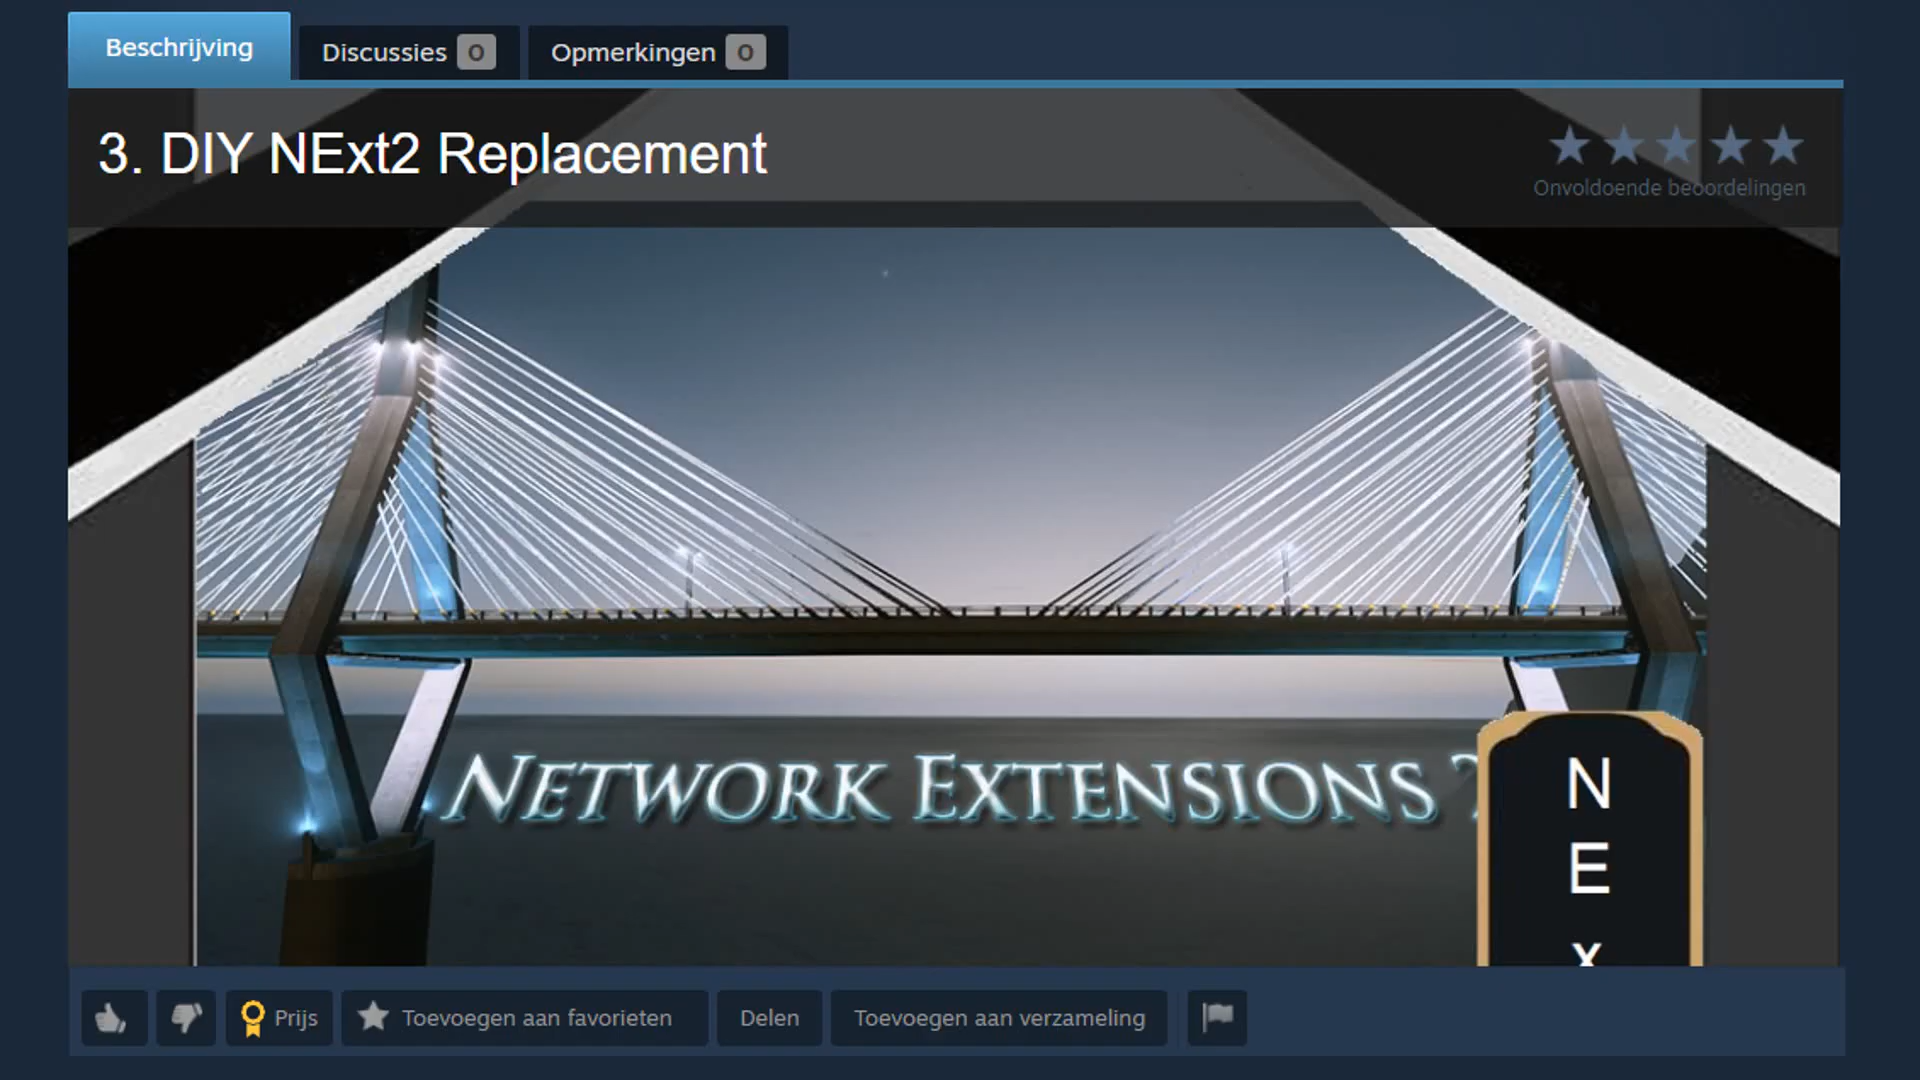 Beschrijving
Discussies 0
Opmerkingen 0
3. DIY NExt2 Replacement
Onvoldoende beoordelingen
NETWORK EXTENSIONS
N
E
x
Prijs
Toevoegen aan favorieten
Delen
Toevoegen aan verzameling